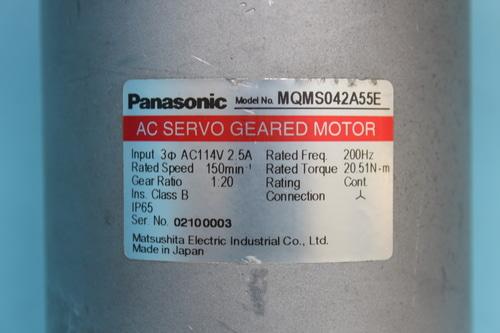 Panasonic Model No. MQMS042A55E
AC SERVO GEARED MOTOR
Input 3Φ AC114V 2.5A Rated Freq. 200Hz
Rated Speed 150min⁻¹ Rated Torque 20.51N-m
Gear Ratio 1:20 Rating Cont.
Ins. Class B Connection ⅄
IP65
Ser. No. 02100003
Matsushita Electric Industrial Co., Ltd.
Made in Japan